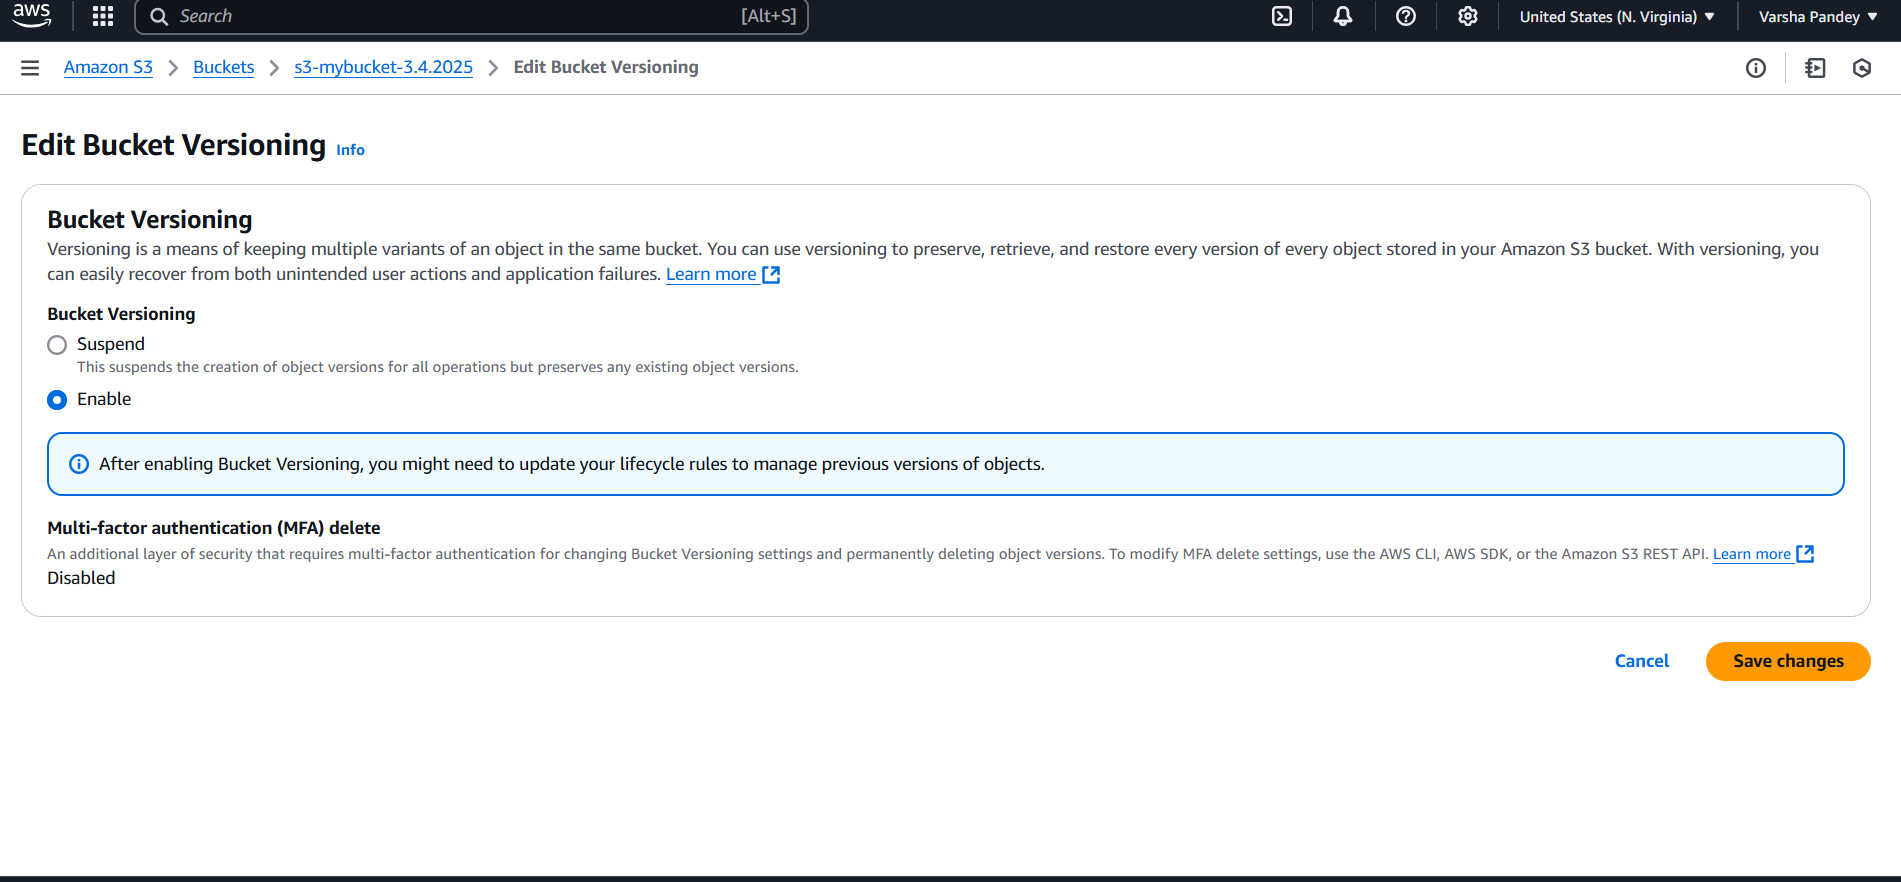 aws
Search [Alt+S]
United States (N. Virginia)
Varsha Pandey
Amazon S3
Buckets
s3-mybucket-3.4.2025
Edit Bucket Versioning
Edit Bucket Versioning Info
Bucket Versioning
Versioning is a means of keeping multiple variants of an object in the same bucket. You can use versioning to preserve, retrieve, and restore every version of every object stored in your Amazon S3 bucket. With versioning, you
can easily recover from both unintended user actions and application failures. Learn more
Bucket Versioning
Suspend
This suspends the creation of object versions for all operations but preserves any existing object versions.
Enable
After enabling Bucket Versioning, you might need to update your lifecycle rules to manage previous versions of objects.
Multi-factor authentication (MFA) delete
An additional layer of security that requires multi-factor authentication for changing Bucket Versioning settings and permanently deleting object versions. To modify MFA delete settings, use the AWS CLI, AWS SDK, or the Amazon S3 REST API. Learn more
Disabled
Cancel
Save changes